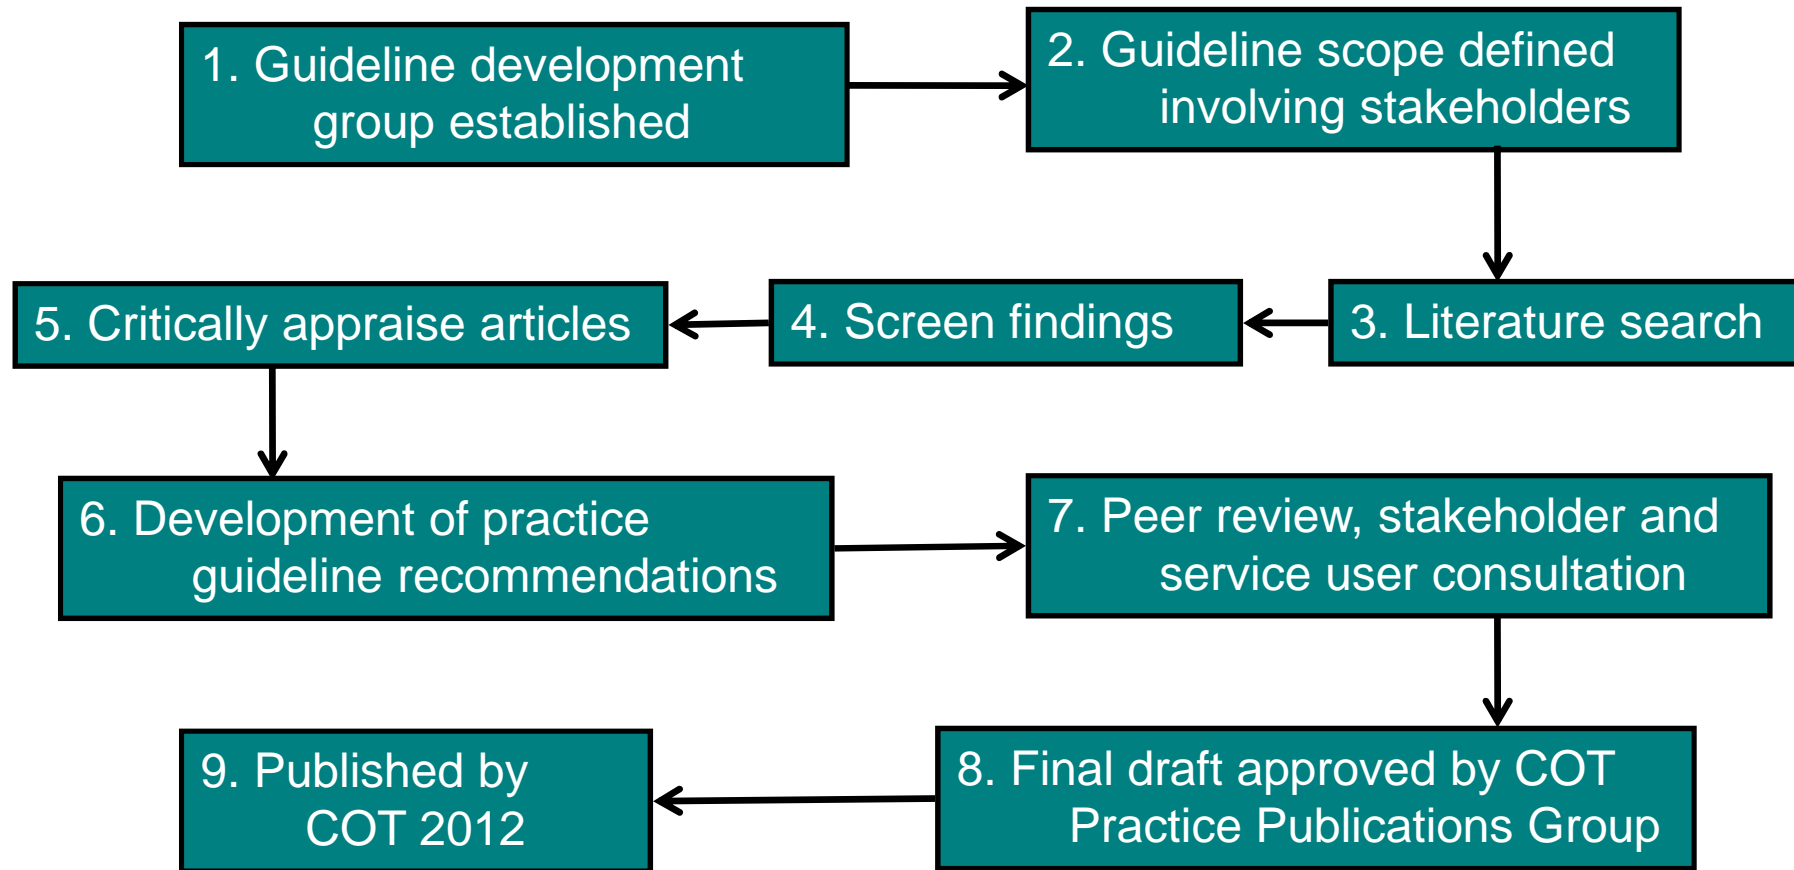 1. Guideline development
group established
2. Guideline scope defined
involving stakeholders
3. Literature search
4. Screen findings
5. Critically appraise articles
6. Development of practice
guideline recommendations
7. Peer review, stakeholder and
service user consultation
8. Final draft approved by COT
Practice Publications Group
9. Published by
COT 2012